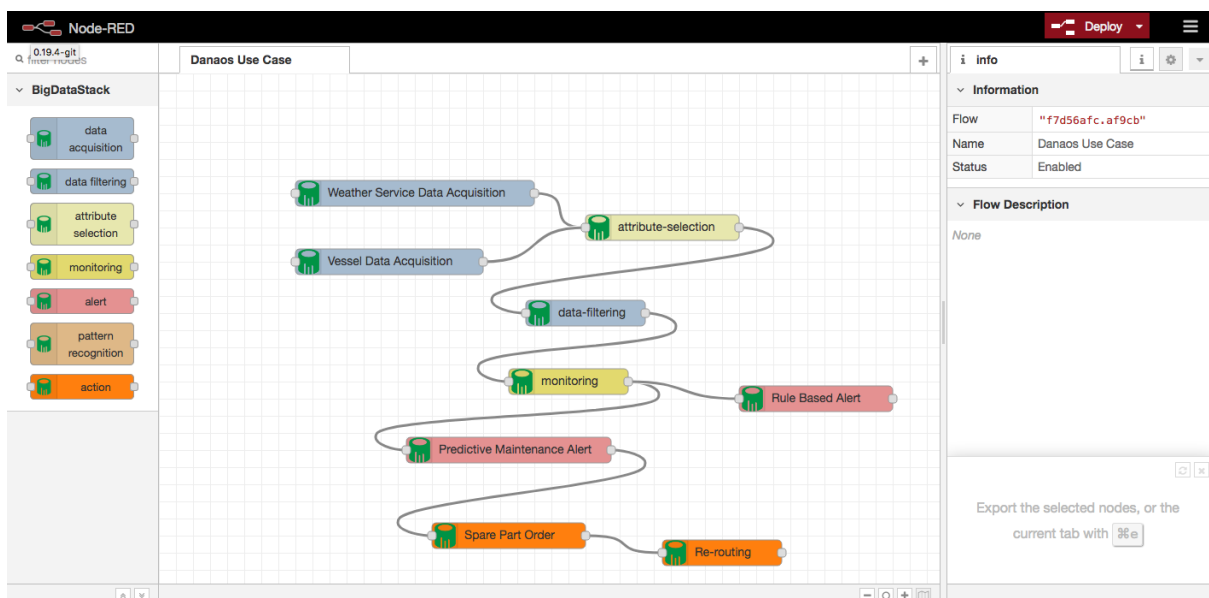 Node-RED
Deploy
0.19.4-git
filter nodes
BigDataStack
data
acquisition
data filtering
attribute
selection
monitoring
alert
pattern
recognition
action
Danaos Use Case
+
Weather Service Data Acquisition
attribute-selection
Vessel Data Acquisition
data-filtering
monitoring
Rule Based Alert
Predictive Maintenance Alert
Spare Part Order
Re-routing
i info
i
Information
Flow "f7d56afc.af9cb"
Name Danaos Use Case
Status Enabled
Flow Description
None
Export the selected nodes, or the
current tab with ⌘e